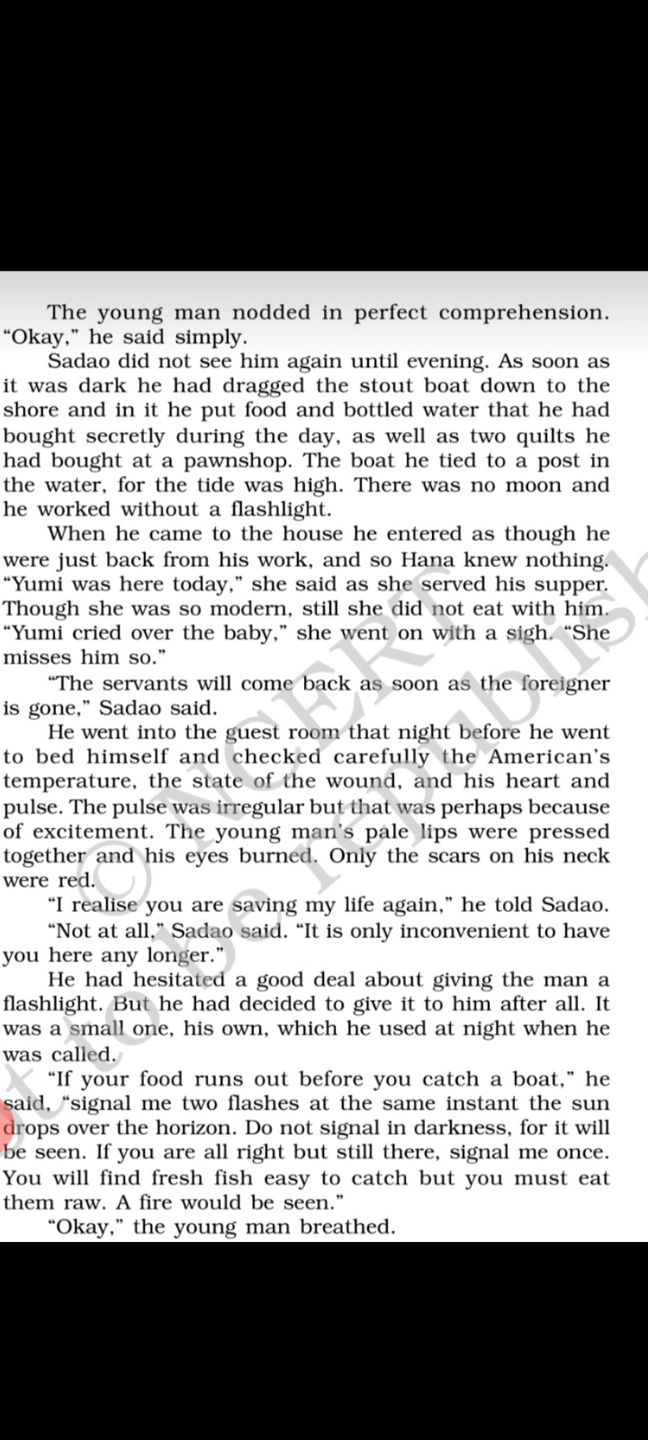 The young man nodded in perfect comprehension.
“Okay,” he said simply.
Sadao did not see him again until evening. As soon as
it was dark he had dragged the stout boat down to the
shore and in it he put food and bottled water that he had
bought secretly during the day, as well as two quilts he
had bought at a pawnshop. The boat he tied to a post in
the water, for the tide was high. There was no moon and
he worked without a flashlight.
When he came to the house he entered as though he
were just back from his work, and so Hana knew nothing.
“Yumi was here today,” she said as she served his supper.
Though she was so modern, still she did not eat with him.
“Yumi cried over the baby,” she went on with a sigh. “She
misses him so.”
“The servants will come back as soon as the foreigner
is gone,” Sadao said.
He went into the guest room that night before he went
to bed himself and checked carefully the American’s
temperature, the state of the wound, and his heart and
pulse. The pulse was irregular but that was perhaps because
of excitement. The young man’s pale lips were pressed
together and his eyes burned. Only the scars on his neck
were red.
“I realise you are saving my life again,” he told Sadao.
“Not at all,” Sadao said. “It is only inconvenient to have
you here any longer.”
He had hesitated a good deal about giving the man a
flashlight. But he had decided to give it to him after all. It
was a small one, his own, which he used at night when he
was called.
“If your food runs out before you catch a boat,” he
said, “signal me two flashes at the same instant the sun
drops over the horizon. Do not signal in darkness, for it will
be seen. If you are all right but still there, signal me once.
You will find fresh fish easy to catch but you must eat
them raw. A fire would be seen.”
“Okay,” the young man breathed.
© NCERT
not to be republish